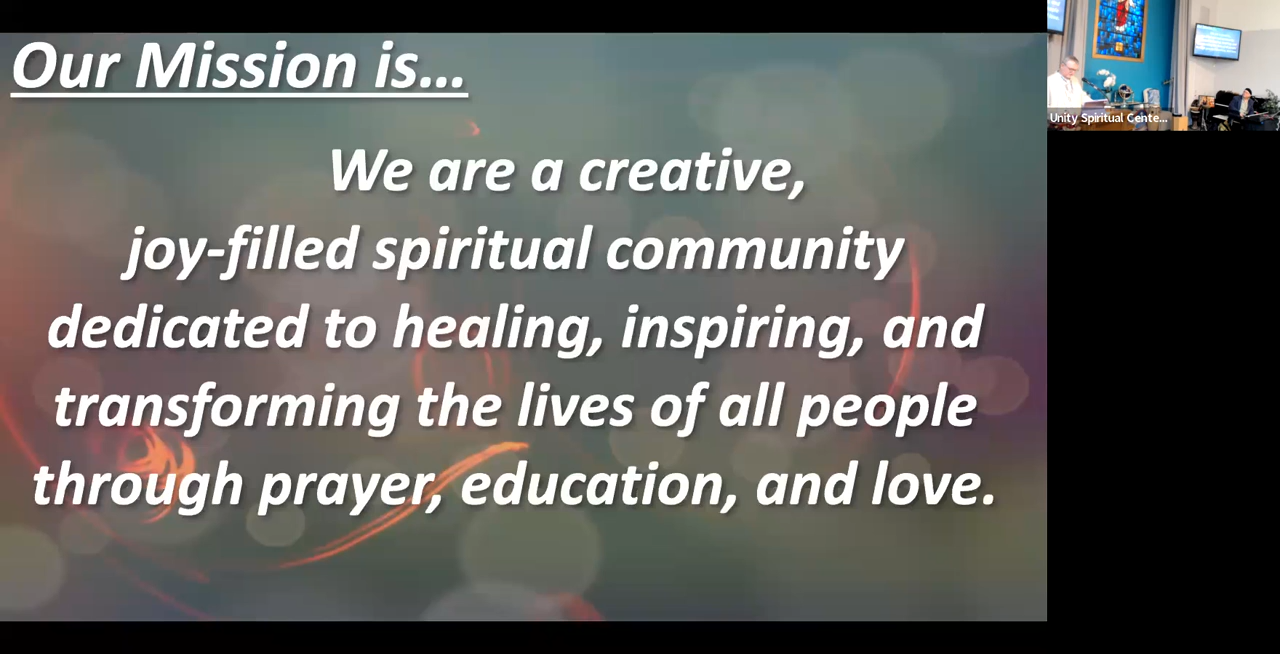 Our Mission is...
We are a creative,
joy-filled spiritual community
dedicated to healing, inspiring, and
transforming the lives of all people
through prayer, education, and love.
Unity Spiritual Cente...